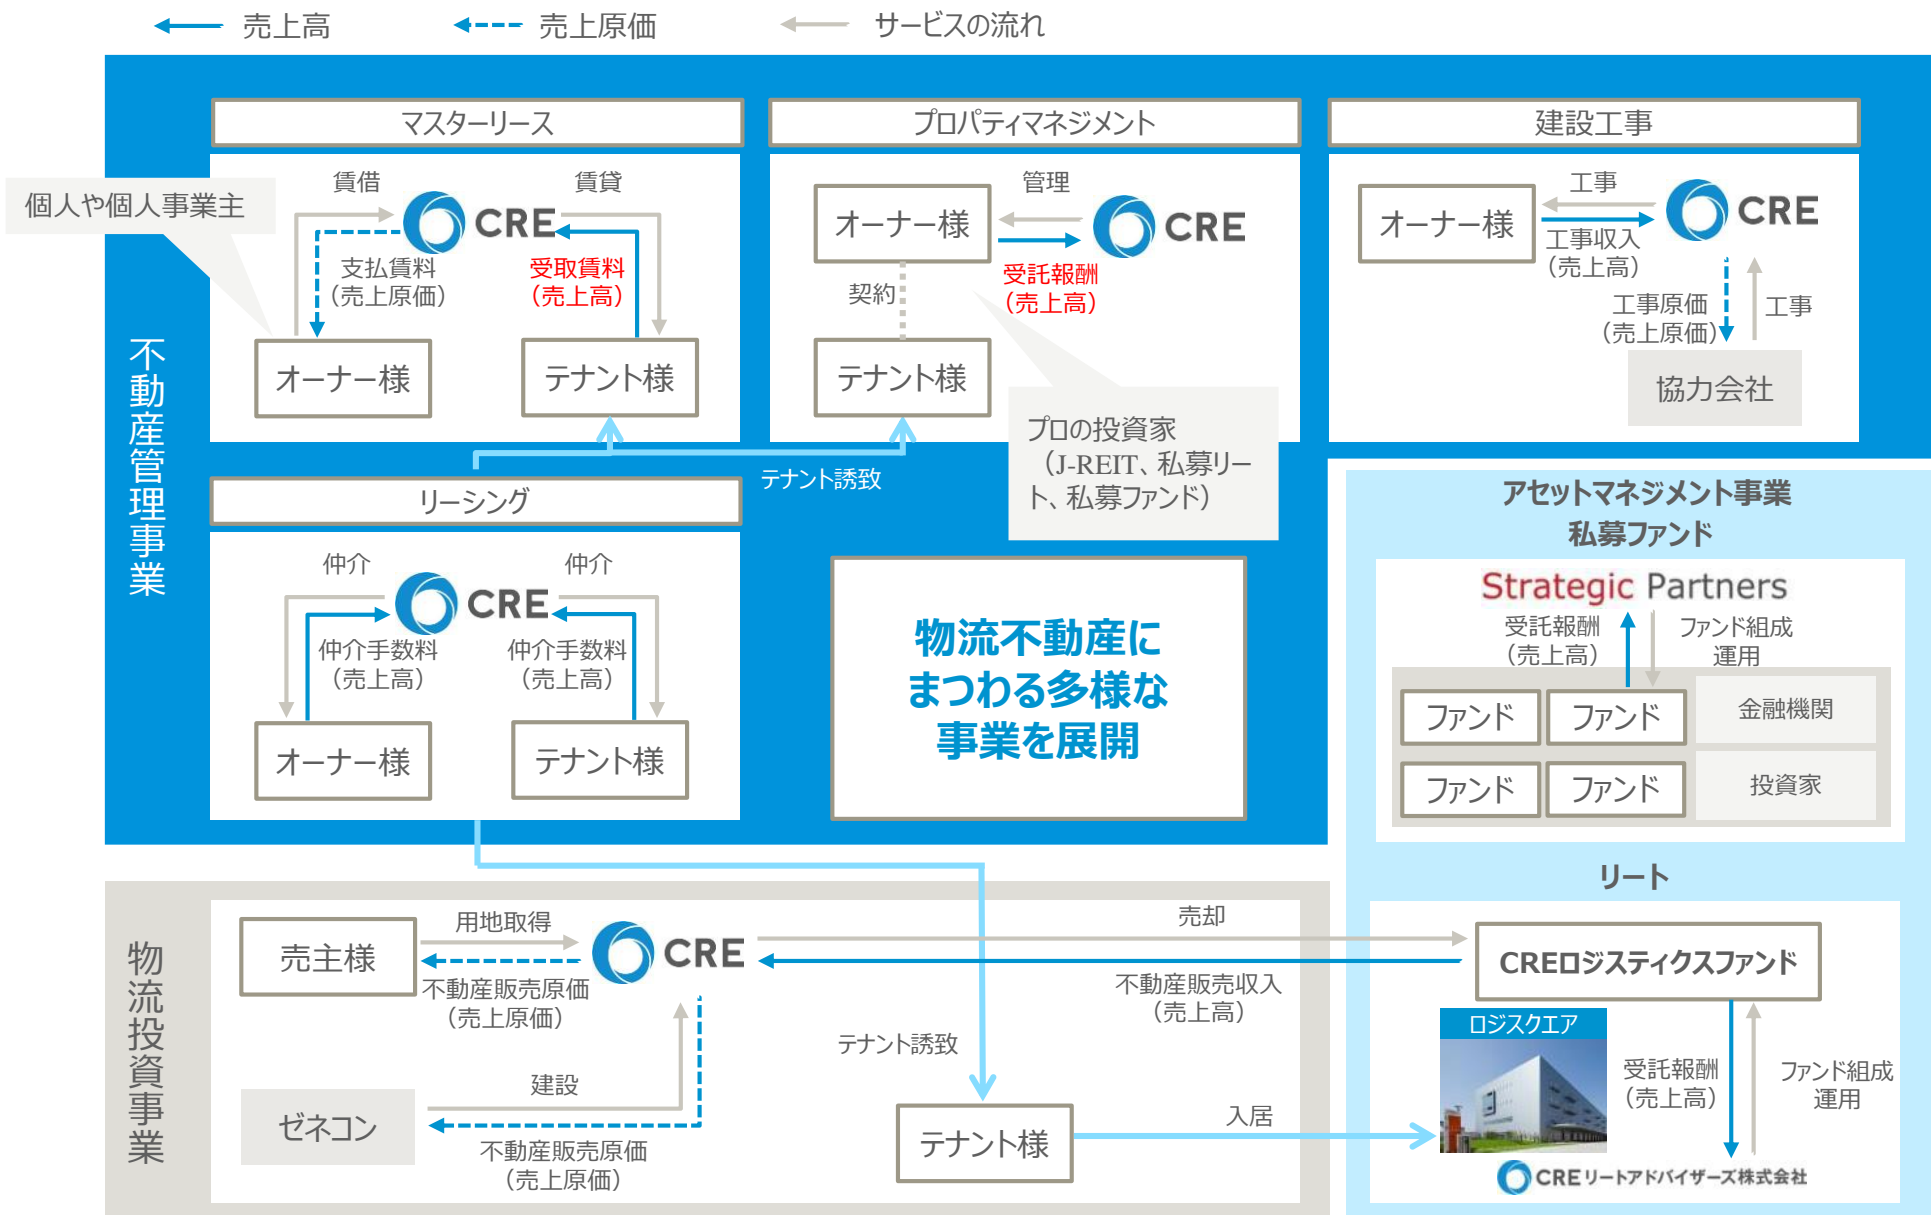 売上高
売上原価
サービスの流れ
不動産管理事業
マスターリース
個人や個人事業主
賃借
賃貸
CRE
支払賃料
(売上原価)
受取賃料
(売上高)
オーナー様
テナント様
プロパティマネジメント
オーナー様
管理
CRE
受託報酬
(売上高)
契約
テナント様
プロの投資家
(J-REIT、私募リー
ト、私募ファンド)
建設工事
オーナー様
工事
CRE
工事収入
(売上高)
工事原価
(売上原価)
工事
協力会社
テナント誘致
リーシング
仲介
仲介
CRE
仲介手数料
(売上高)
仲介手数料
(売上高)
オーナー様
テナント様
物流不動産に
まつわる多様な
事業を展開
アセットマネジメント事業
私募ファンド
Strategic Partners
受託報酬
(売上高)
ファンド組成
運用
ファンド
ファンド
金融機関
ファンド
ファンド
投資家
リート
CREロジスティクスファンド
ロジスクエア
受託報酬
(売上高)
ファンド組成
運用
CREリートアドバイザーズ株式会社
物流投資事業
売主様
用地取得
CRE
不動産販売原価
(売上原価)
売却
不動産販売収入
(売上高)
建設
ゼネコン
不動産販売原価
(売上原価)
テナント誘致
テナント様
入居